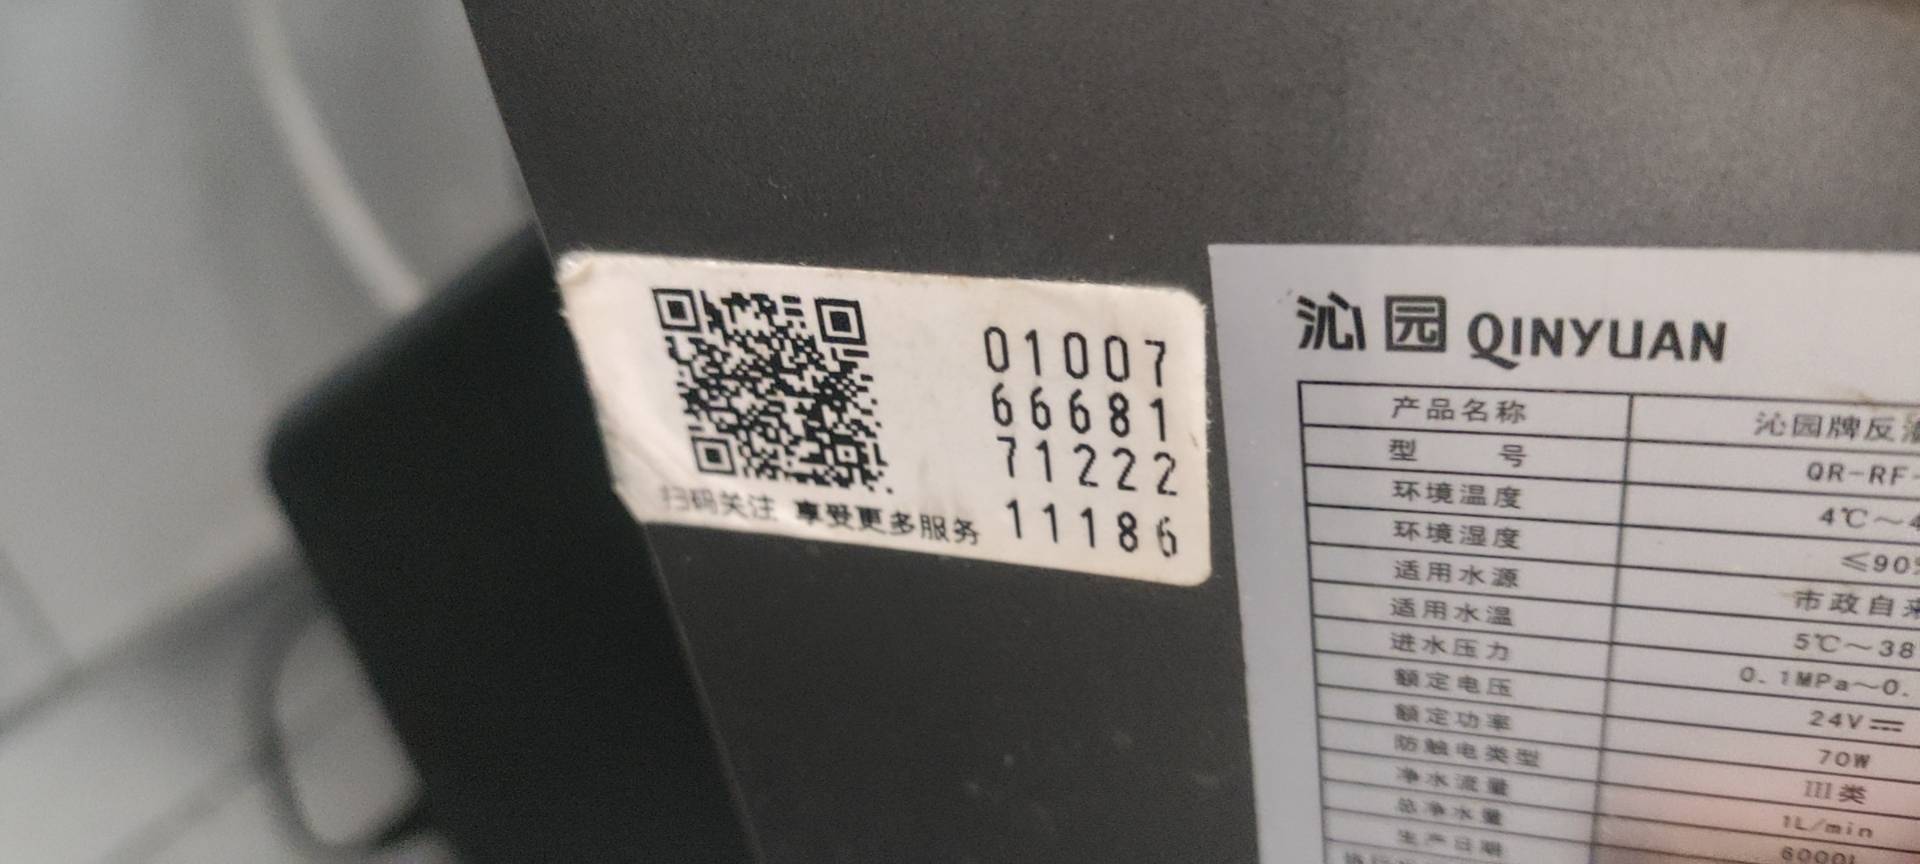 01007
66681
71222
11186
扫码关注 享受更多服务
沁园 QINYUAN
产品名称 沁园牌反
型 号 QR-RF-
环境温度 4℃～4
环境湿度 ≤90
适用水源 市政自来
适用水温 5℃～38
进水压力 0.1MPa～0.
额定电压 24V
额定功率 70W
防触电类型 III类
净水流量 1L/min
总净水量 6000
生产日期